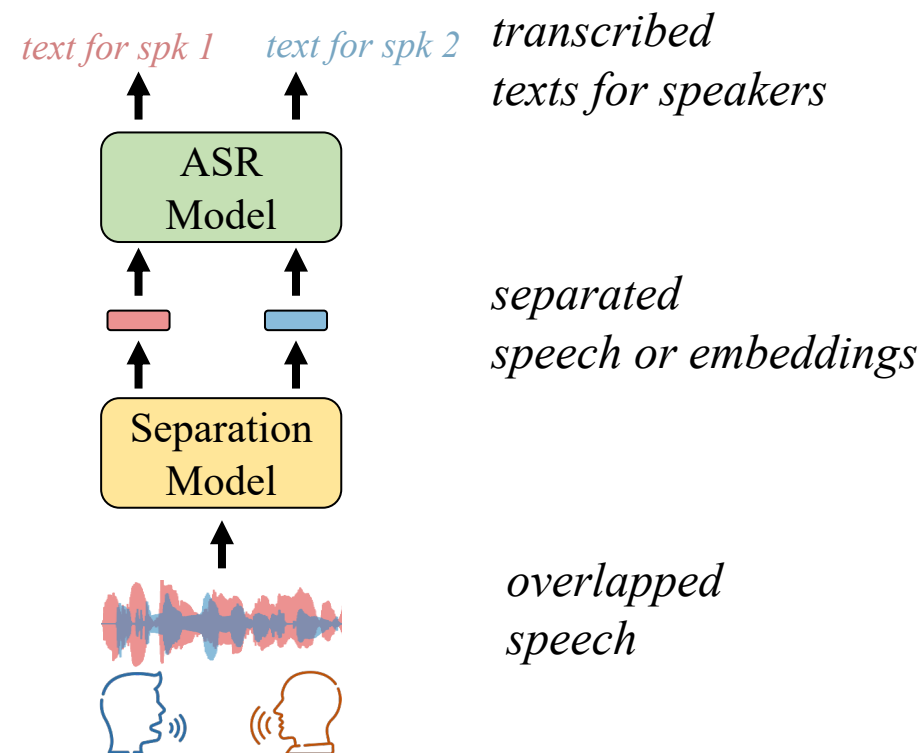 text for spk 1
text for spk 2
transcribed
texts for speakers
ASR
Model
separated
speech or embeddings
Separation
Model
overlapped
speech